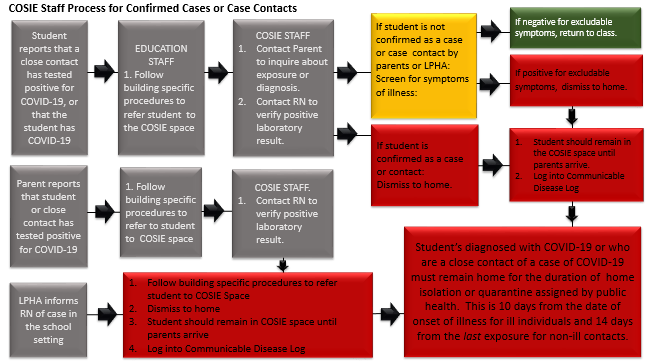 COSIE Staff Process for Confirmed Cases or Case Contacts
Student
reports that a
close contact
has tested
positive for
COVID-19, or
that the
student has
COVID-19
EDUCATION
STAFF
1. Follow
building specific
procedures to
refer student to
the COSIE space
COSIE STAFF
1. Contact Parent
to inquire about
exposure or
diagnosis.
2. Contact RN to
verify positive
laboratory
result.
If student is not
confirmed as a case
or case contact by
parents or LPHA:
Screen for symptoms
of illness:
If negative for excludable
symptoms, return to class.
If positive for excludable
symptoms, dismiss to home.
If student is
confirmed as a case
or contact:
Dismiss to home.
1. Student should remain in
the COSIE space until
parents arrive.
2. Log into Communicable
Disease Log
Parent reports
that student
or close
contact has
tested positive
for COVID-19
1. Follow
building specific
procedures to
refer to student
to COSIE space
COSIE STAFF.
1. Contact RN to
verify positive
laboratory
result.
LPHA informs
RN of case in
the school
setting
1. Follow building specific procedures to refer
student to COSIE Space
2. Dismiss to home
3. Student should remain in COSIE space until
parents arrive
4. Log into Communicable Disease Log
Student's diagnosed with COVID-19 or who
are a close contact of a case of COVID-19
must remain home for the duration of home
isolation or quarantine assigned by public
health. This is 10 days from the date of
onset of illness for ill individuals and 14 days
from the last exposure for non-ill contacts.